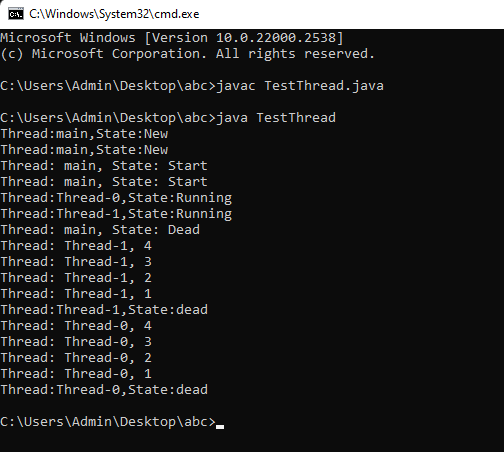 C:\Windows\System32\cmd.exe
Microsoft Windows [Version 10.0.22000.2538]
(c) Microsoft Corporation. All rights reserved.
C:\Users\Admin\Desktop\abc>javac TestThread.java
C:\Users\Admin\Desktop\abc>java TestThread
Thread:main,State:New
Thread:main,State:New
Thread: main, State: Start
Thread: main, State: Start
Thread:Thread-0,State:Running
Thread:Thread-1,State:Running
Thread: main, State: Dead
Thread: Thread-1, 4
Thread: Thread-1, 3
Thread: Thread-1, 2
Thread: Thread-1, 1
Thread:Thread-1,State:dead
Thread: Thread-0, 4
Thread: Thread-0, 3
Thread: Thread-0, 2
Thread: Thread-0, 1
Thread:Thread-0,State:dead
C:\Users\Admin\Desktop\abc>